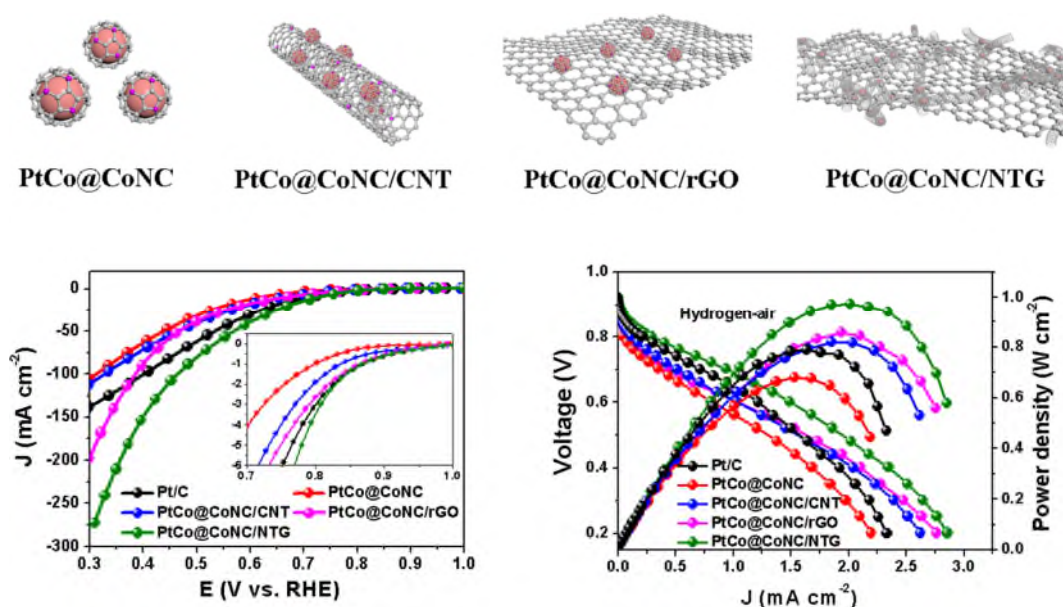 PtCo@CoNC PtCo@CoNC/CNT PtCo@CoNC/rGO PtCo@CoNC/NTG
J (mA cm-2)
0
-50
-100
-150
-200
-250
-300
0
-1
-2
-3
-4
-5
-6
0.7 0.8 0.9 1.0
Pt/C PtCo@CoNC
PtCo@CoNC/CNT PtCo@CoNC/rGO
PtCo@CoNC/NTG
0.3 0.4 0.5 0.6 0.7 0.8 0.9 1.0
E (V vs. RHE)
Voltage (V)
1.0
0.8
0.6
0.4
0.2
Hydrogen-air
Pt/C
PtCo@CoNC
PtCo@CoNC/CNT
PtCo@CoNC/rGO
PtCo@CoNC/NTG
0.0 0.5 1.0 1.5 2.0 2.5 3.0
J (mA cm-2)
1.0
0.8
0.6
0.4
0.2
0.0
Power density (W cm-2)